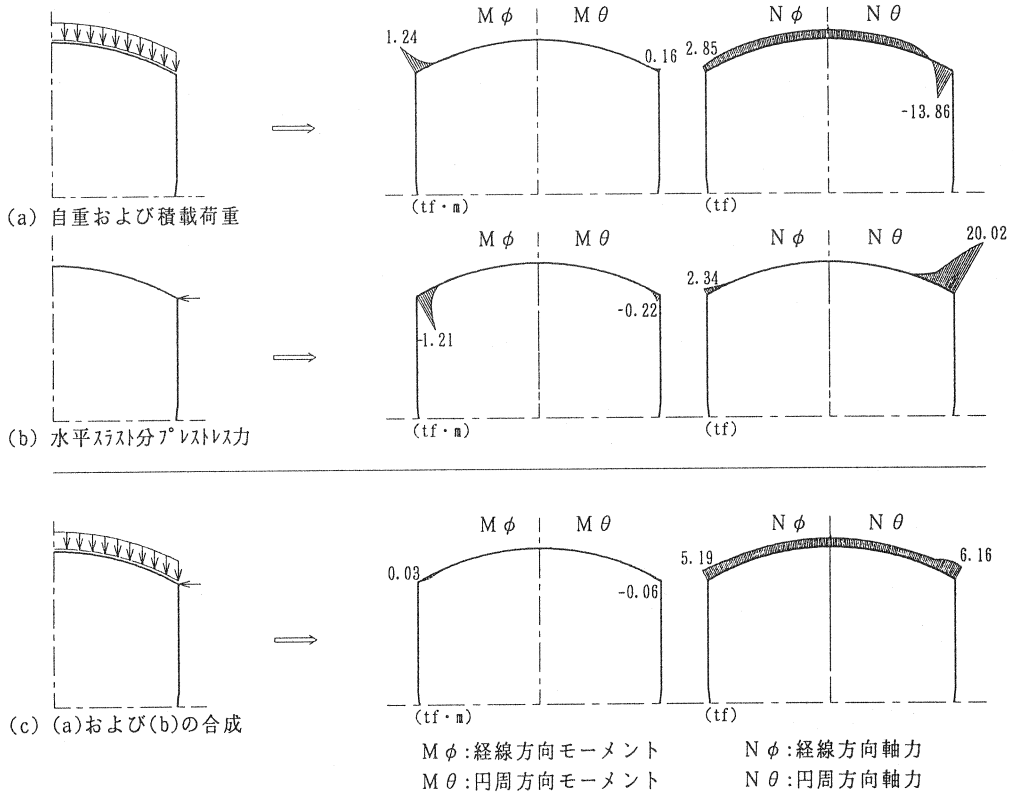 Mφ Mθ Nφ Nθ
1.24
0.16
2.85
-13.86
(tf・m)
(tf)
(a) 自重および積載荷重
Mφ Mθ Nφ Nθ
20.02
2.34
-0.22
-1.21
(tf・m)
(tf)
(b) 水平スラスト分プレストレス力
Mφ Mθ Nφ Nθ
0.03
-0.06
5.19
6.16
(tf・m)
(tf)
(c) (a)および(b)の合成
Mφ:経線方向モーメント
Nφ:経線方向軸力
Mθ:円周方向モーメント
Nθ:円周方向軸力